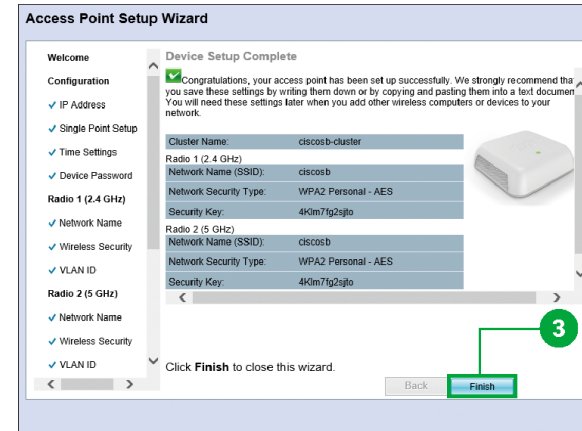 Access Point Setup Wizard
Welcome
Configuration
IP Address
Single Point Setup
Time Settings
Device Password
Radio 1 (2.4 GHz)
Network Name
Wireless Security
VLAN ID
Radio 2 (5 GHz)
Network Name
Wireless Security
VLAN ID
Device Setup Complete
Congratulations, your access point has been set up successfully. We strongly recommend tha
you save these settings by writing them down or by copying and pasting them into a text documen
You will need these settings later when you add other wireless computers or devices to your
network.
Cluster Name: ciscosb-cluster
Radio 1 (2.4 GHz)
Network Name (SSID): ciscosb
Network Security Type: WPA2 Personal - AES
Security Key: 4Klm7fg2sjto
Radio 2 (5 GHz)
Network Name (SSID): ciscosb
Network Security Type: WPA2 Personal - AES
Security Key: 4Klm7fg2sjto
3
Click Finish to close this wizard.
Back Finish